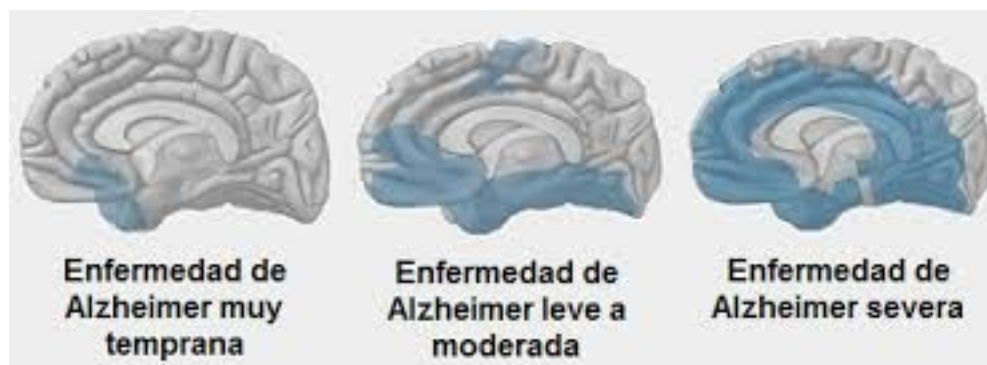 Enfermedad de
Alzheimer muy
temprana
Enfermedad de
Alzheimer leve a
moderada
Enfermedad de
Alzheimer severa